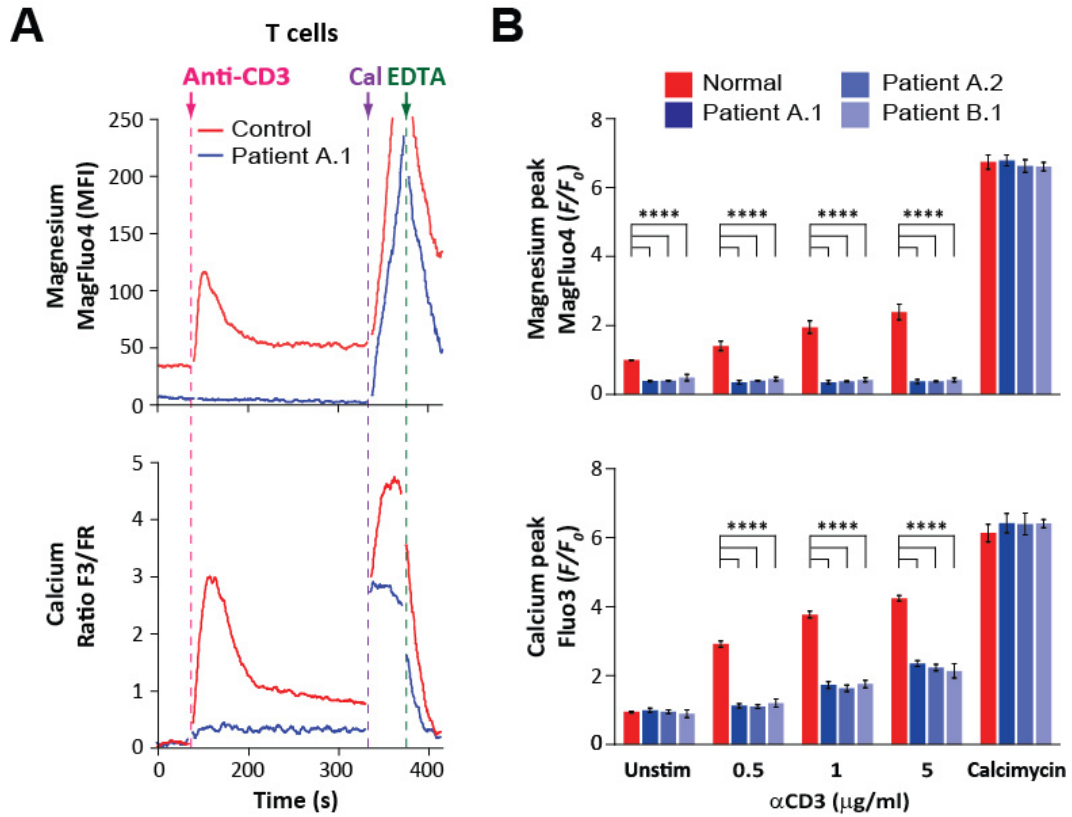 A
T cells
Anti-CD3
Cal
EDTA
Control
Patient A.1
250
200
150
100
50
0
Magnesium
MagFluo4 (MFI)
5
4
3
2
1
0
Calcium
Ratio F3/FR
0
200
300
400
Time (s)
B
Normal
Patient A.1
Patient A.2
Patient B.1
8
6
4
2
0
Magnesium peak
MagFluo4 (F/F0)
**** **** **** ****
8
6
4
2
0
Calcium peak
Fluo3 (F/F0)
**** **** ****
Unstim 0.5 1 5 Calcimycin
αCD3 (μg/ml)